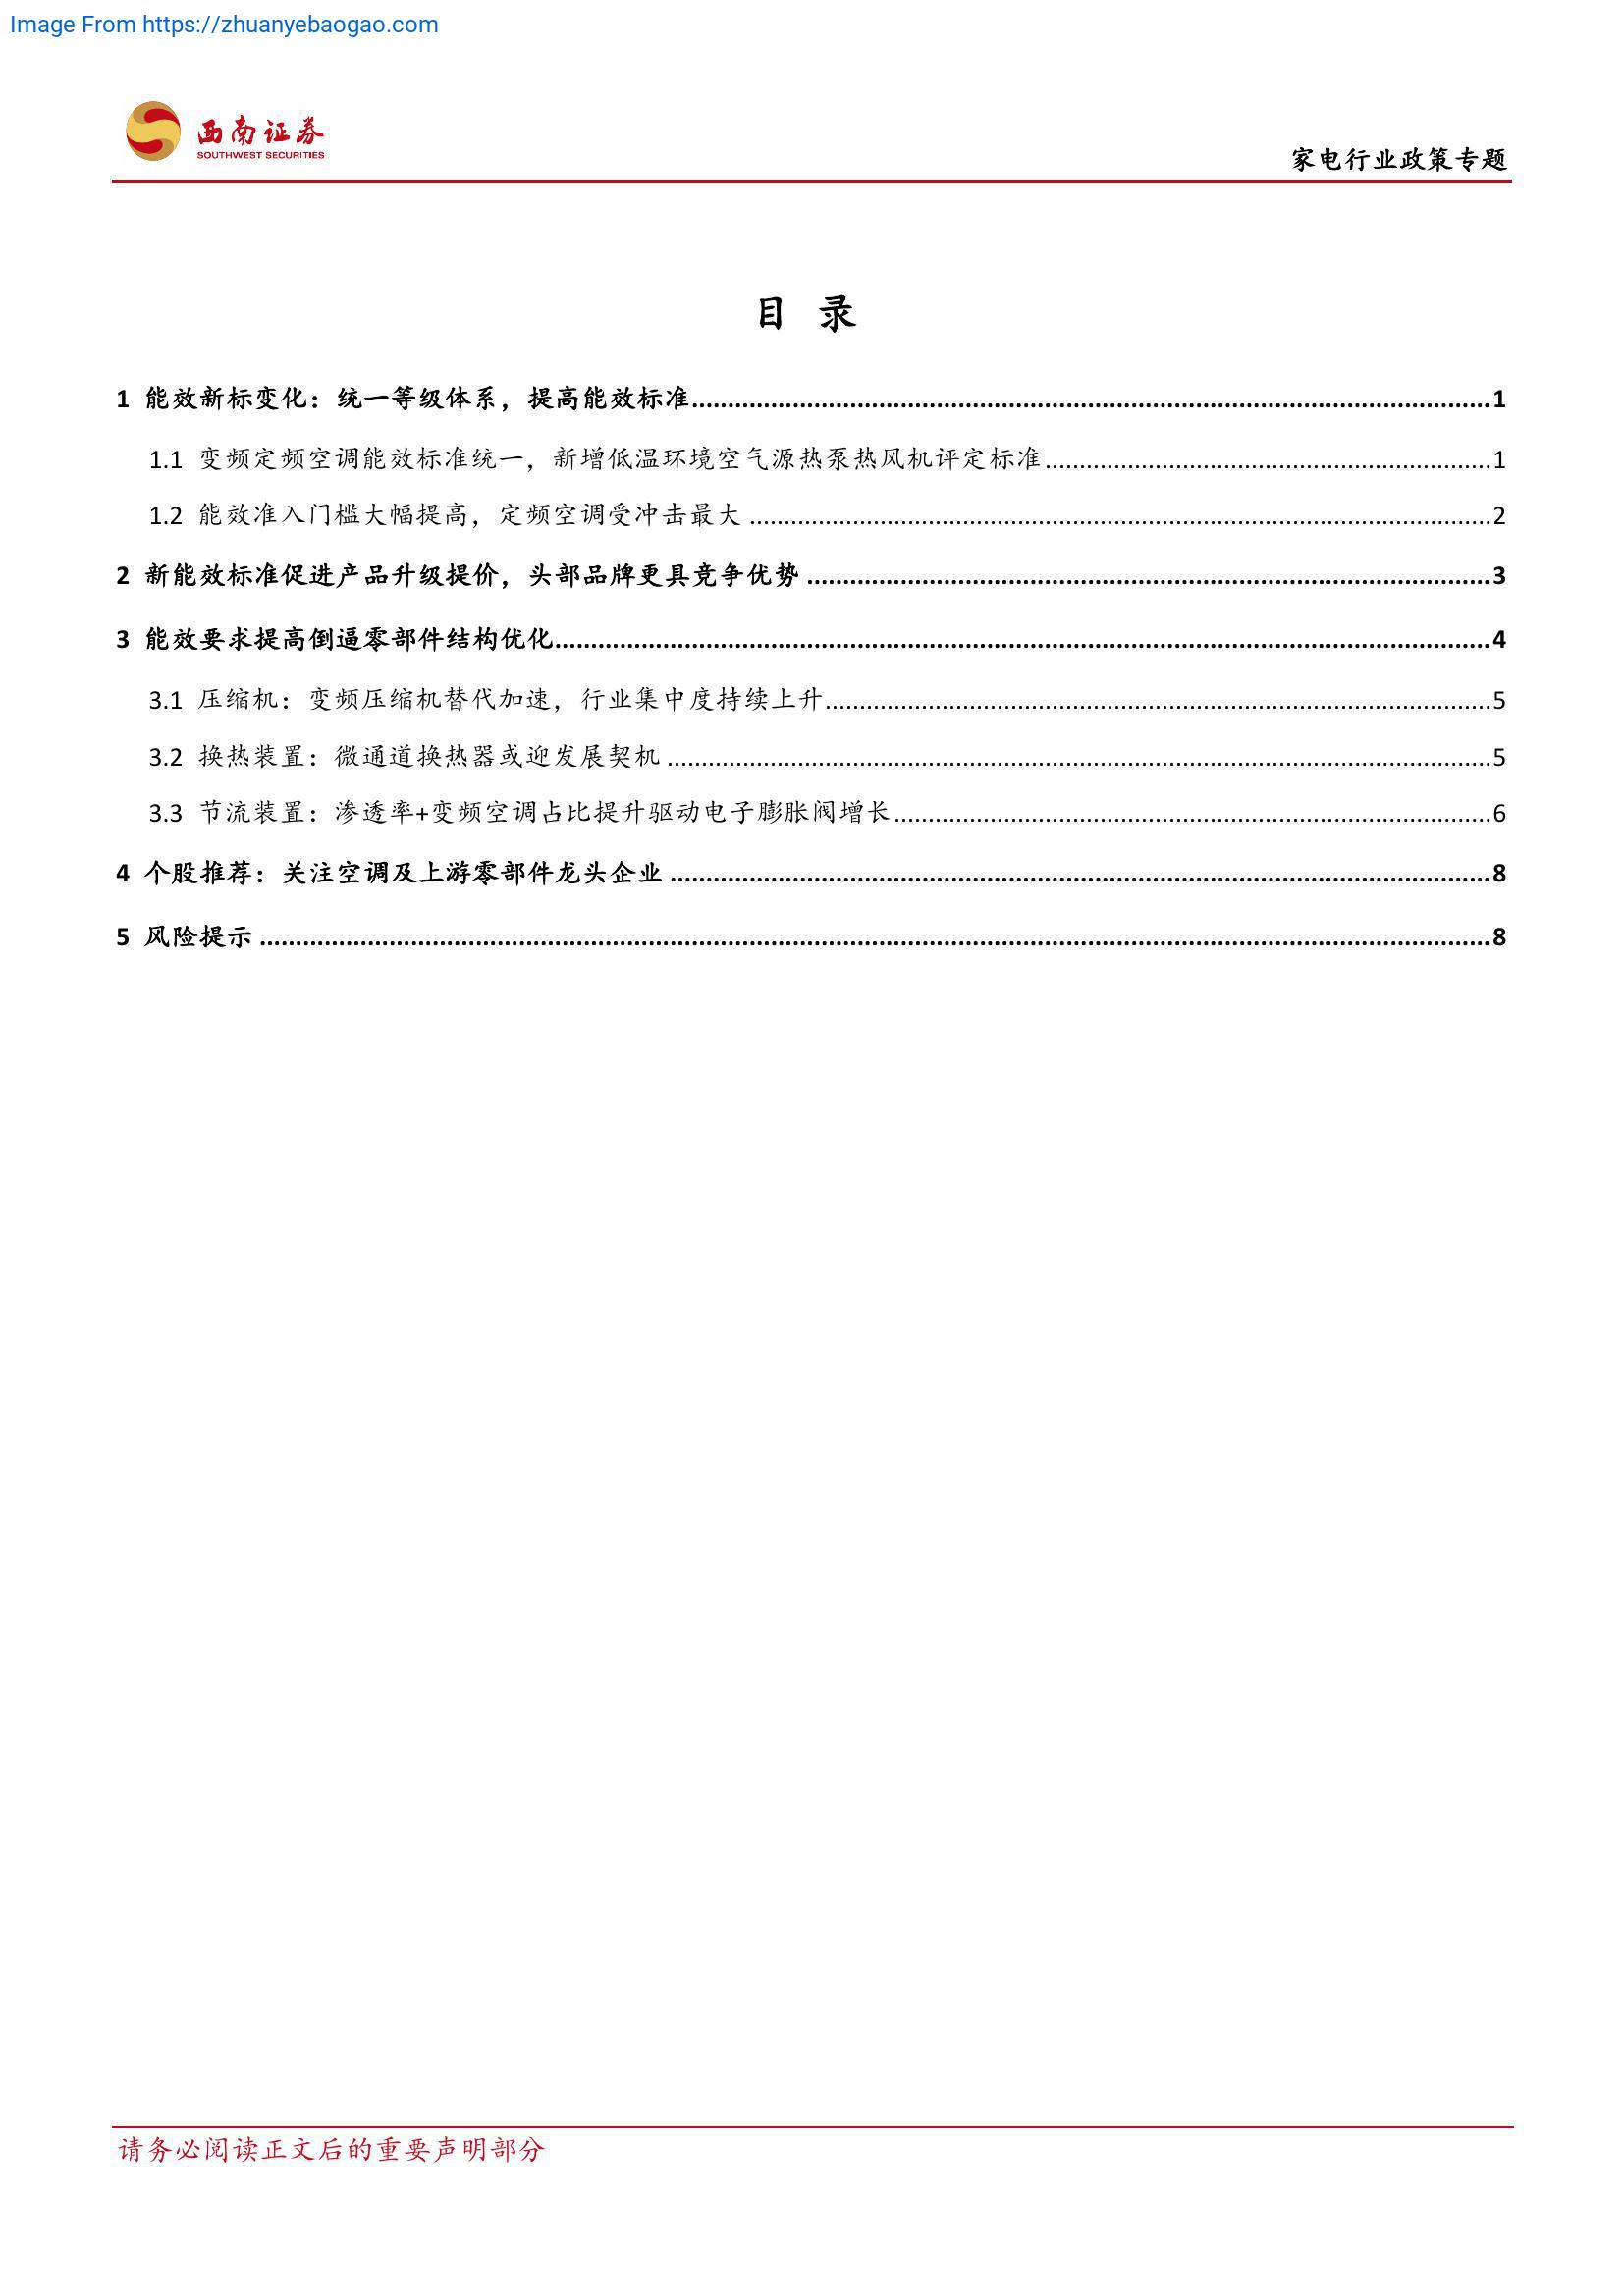 Image From https://zhuanyebaogao.com
西南证券
SOUTHWEST SECURITIES
家电行业政策专题
目 录
1 能效新标变化：统一等级体系，提高能效标准........1
1.1 变频定频空调能效标准统一，新增低温环境空气源热泵热风机评定标准........1
1.2 能效准入门槛大幅提高，定频空调受冲击最大........2
2 新能效标准促进产品升级提价，头部品牌更具竞争优势........3
3 能效要求提高倒逼零部件结构优化........4
3.1 压缩机：变频压缩机替代加速，行业集中度持续上升........5
3.2 换热装置：微通道换热器或迎发展契机........5
3.3 节流装置：渗透率+变频空调占比提升驱动电子膨胀阀增长........6
4 个股推荐：关注空调及上游零部件龙头企业........8
5 风险提示........8
请务必阅读正文后的重要声明部分